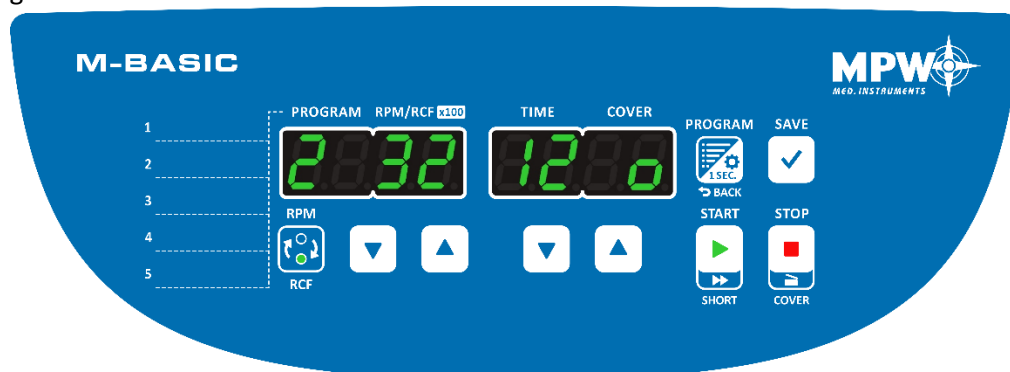 g
M-BASIC
MPW
MED. INSTRUMENTS
PROGRAM RPM/RCF x100 TIME COVER
PROGRAM SAVE
1
2
3
4
5
2 32 12 o
1 SEC.
BACK
RPM
RCF
START STOP
SHORT COVER